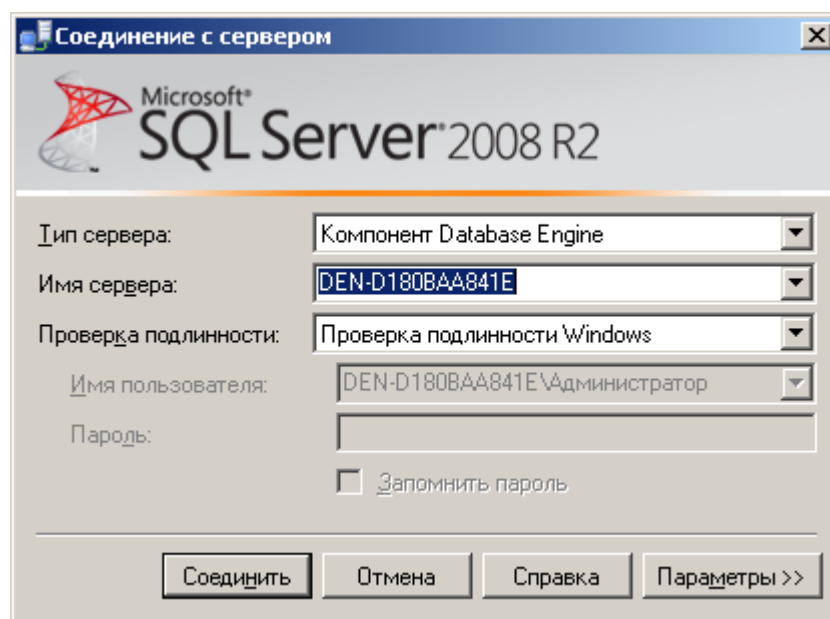 Соединение с сервером
Microsoft®
SQL Server® 2008 R2
Тип сервера: Компонент Database Engine
Имя сервера: DEN-D180BAA841E
Проверка подлинности: Проверка подлинности Windows
Имя пользователя: DEN-D180BAA841E\Администратор
Пароль:
Запомнить пароль
Соединить Отмена Справка Параметры >>